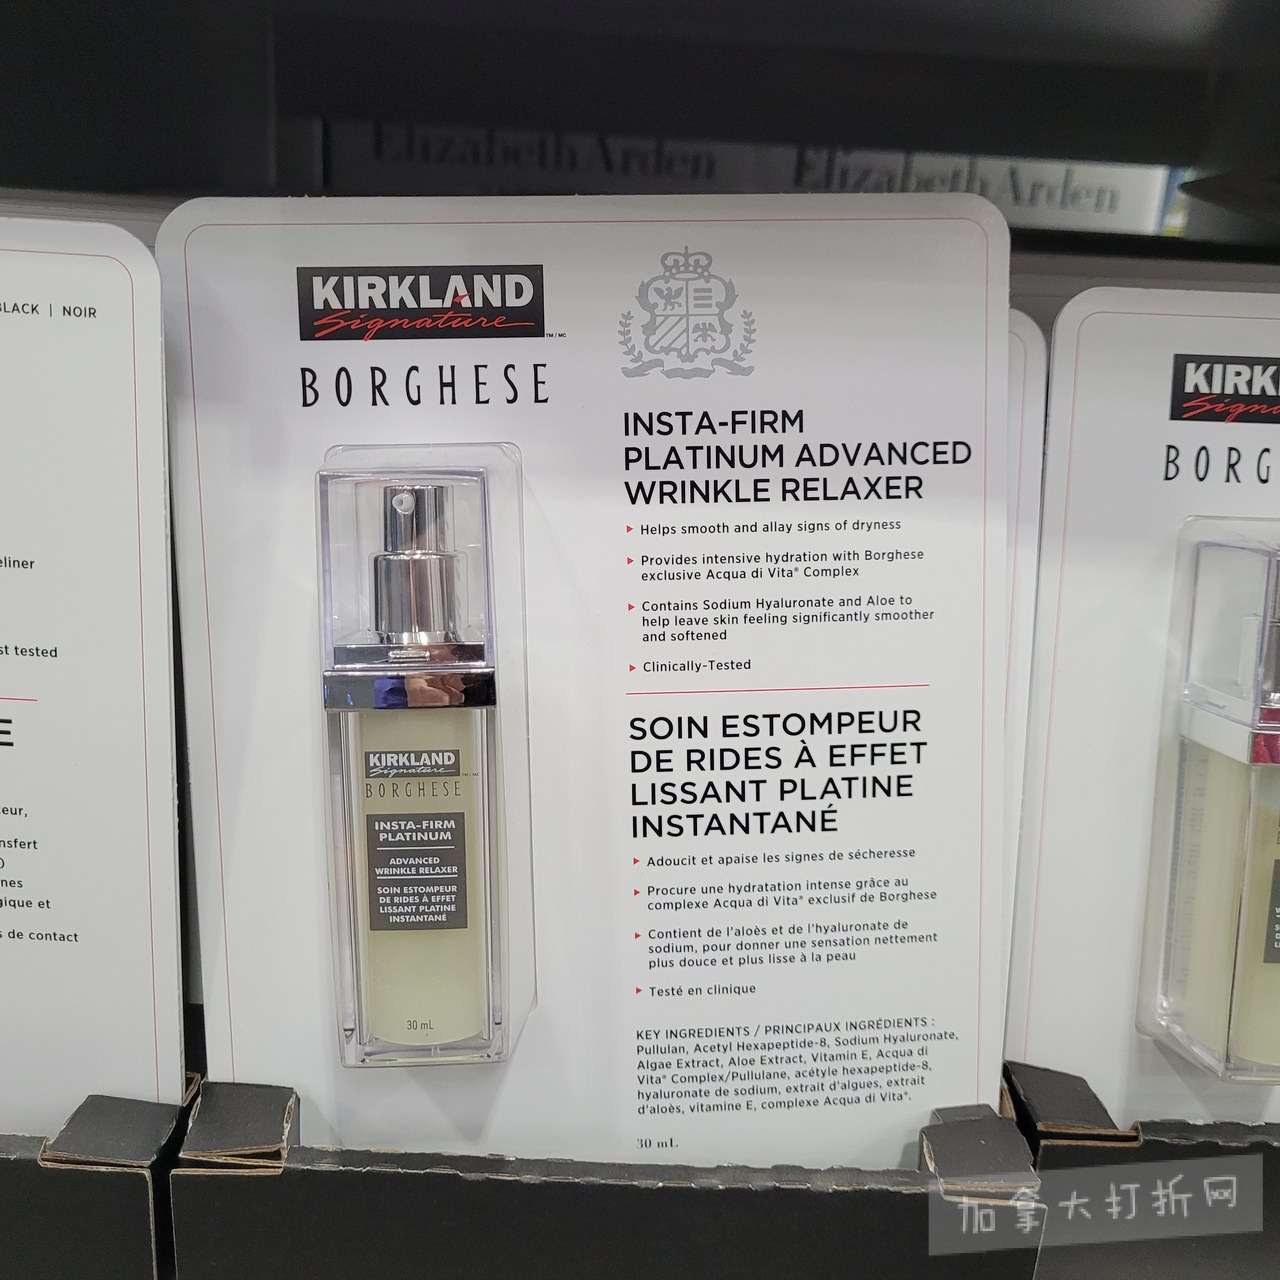 Elizabeth Arden
Elizabeth Arden
BLACK | NOIR
eliner
st tested
E
eur,
nsfert
nes
gique et
s de contact
KIRKLAND
Signature
TM/MC
BORGHESE
INSTA-FIRM
PLATINUM ADVANCED
WRINKLE RELAXER
Helps smooth and allay signs of dryness
Provides intensive hydration with Borghese
exclusive Acqua di Vita® Complex
Contains Sodium Hyaluronate and Aloe to
help leave skin feeling significantly smoother
and softened
Clinically-Tested
SOIN ESTOMPEUR
DE RIDES À EFFET
LISSANT PLATINE
INSTANTANÉ
Adoucit et apaise les signes de sécheresse
Procure une hydratation intense grâce au
complexe Acqua di Vita® exclusif de Borghese
Contient de l'aloès et de l'hyaluronate de
sodium, pour donner une sensation nettement
plus douce et plus lisse à la peau
Testé en clinique
KEY INGREDIENTS / PRINCIPAUX INGRÉDIENTS :
Pullulan, Acetyl Hexapeptide-8, Sodium Hyaluronate,
Algae Extract, Aloe Extract, Vitamin E, Acqua di
Vita® Complex/Pullulane, acétyle hexapeptide-8,
hyaluronate de sodium, extrait d'algues, extrait
d'aloès, vitamine E, complexe Acqua di Vita®.
30 mL
KIRKLAND
Signature
TM/MC
BORGHESE
INSTA-FIRM
PLATINUM
ADVANCED
WRINKLE RELAXER
SOIN ESTOMPEUR
DE RIDES À EFFET
LISSANT PLATINE
INSTANTANÉ
30 mL
KIRK
Signa
BORG
加拿大打折网